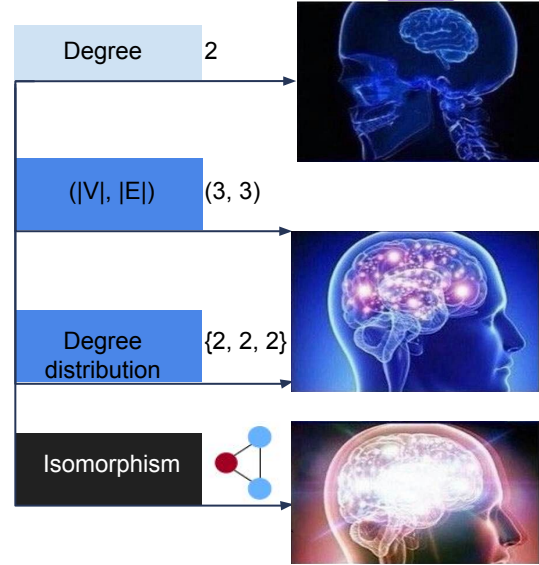 Degree 2
(|V|, |E|) (3, 3)
Degree {2, 2, 2}
distribution
Isomorphism